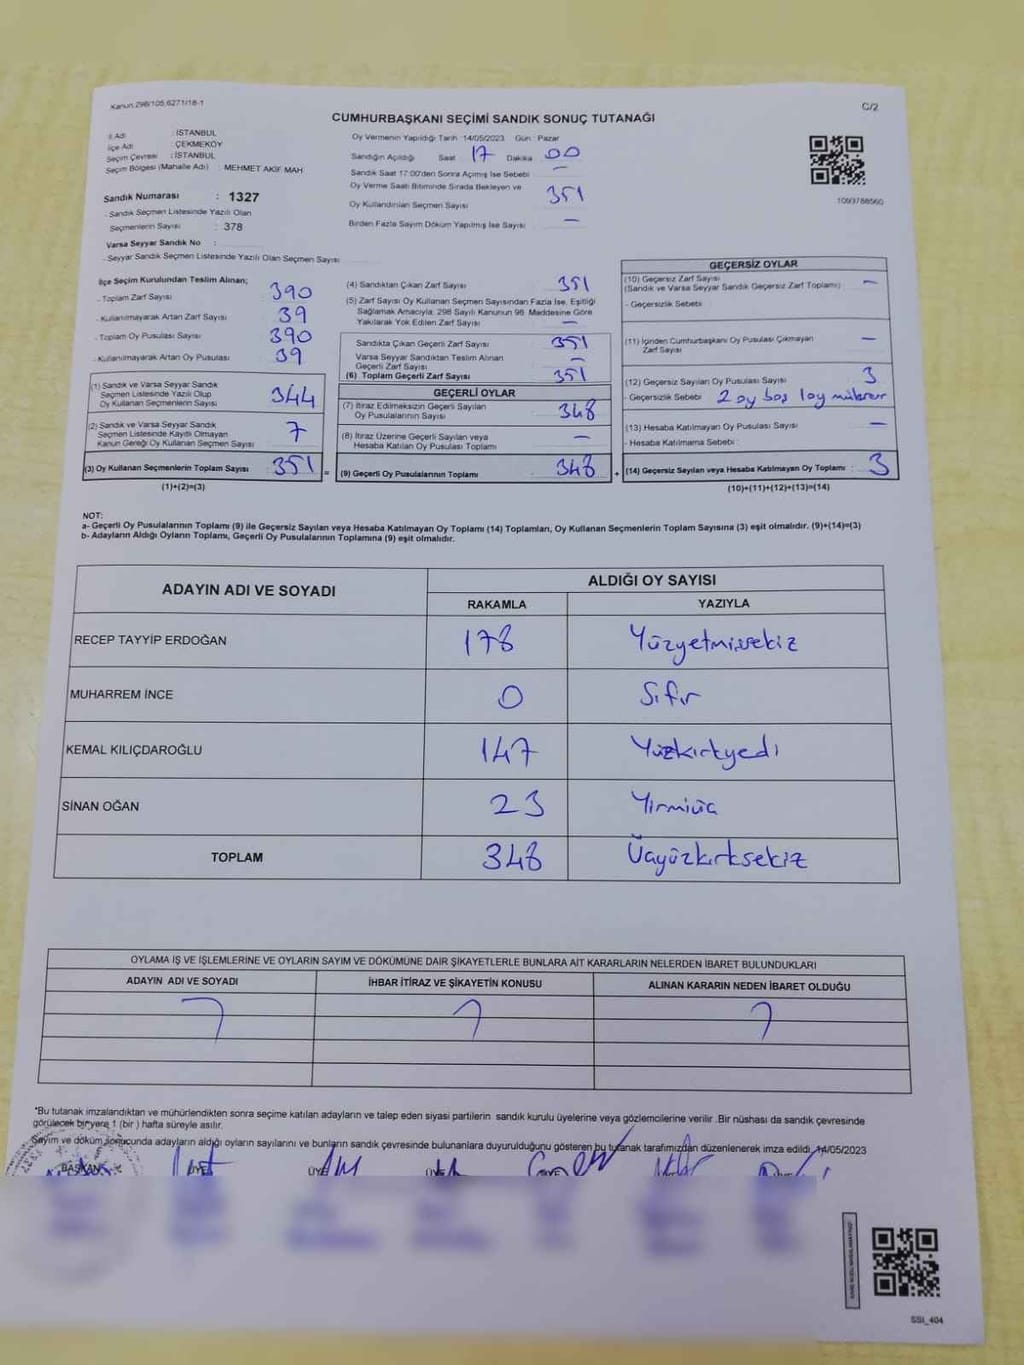 Kanun 298/105,6271/18-1
C/2
CUMHURBAŞKANI SEÇİMİ SANDIK SONUÇ TUTANAĞI
İl Adı : İSTANBUL
İlçe Adı : ÇEKMEKÖY
Seçim Çevresi : İSTANBUL
Seçim Bölgesi (Mahalle Adı) : MEHMET AKİF MAH
Sandık Numarası : 1327
- Sandık Seçmen Listesinde Yazılı Olan
Seçmenlerin Sayısı : 378
Varsa Seyyar Sandık No :
- Seyyar Sandık Seçmen Listesinde Yazılı Olan Seçmen Sayısı
Oy Vermenin Yapıldığı Tarih :14/05/2023 Gün : Pazar
Sandığın Açıldığı Saat 17 Dakika 00
Sandık Saat 17:00'den Sonra Açılmış İse Sebebi –
Oy Verme Saati Bitiminde Sırada Bekleyen ve
Oy Kullandırılan Seçmen Sayısı 351
Birden Fazla Sayım Döküm Yapılmış İse Sayısı –
1093788560
İlçe Seçim Kurulundan Teslim Alınan;
- Toplam Zarf Sayısı 390
- Kullanılmayarak Artan Zarf Sayısı 39
- Toplam Oy Pusulası Sayısı 390
- Kullanılmayarak Artan Oy Pusulası 39
(1) Sandık ve Varsa Seyyar Sandık
Seçmen Listesinde Yazılı Olup
Oy Kullanan Seçmenlerin Sayısı 344
(2) Sandık ve Varsa Seyyar Sandık
Seçmen Listesinde Kayıtlı Olmayan
Kanun Gereği Oy Kullanan Seçmen Sayısı 7
(3) Oy Kullanan Seçmenlerin Toplam Sayısı 351 =
(1)+(2)=(3)
(4) Sandıktan Çıkan Zarf Sayısı 351
(5) Zarf Sayısı Oy Kullanan Seçmen Sayısından Fazla İse, Eşitliği
Sağlamak Amacıyla; 298 Sayılı Kanunun 98. Maddesine Göre
Yakılarak Yok Edilen Zarf Sayısı –
Sandıkta Çıkan Geçerli Zarf Sayısı 351
Varsa Seyyar Sandıktan Teslim Alınan
Geçerli Zarf Sayısı –
(6) Toplam Geçerli Zarf Sayısı 351
GEÇERLİ OYLAR
(7) İtiraz Edilmeksizin Geçerli Sayılan
Oy Pusulalarının Sayısı 348
(8) İtiraz Üzerine Geçerli Sayılan veya
Hesaba Katılan Oy Pusulası Sayısı –
(9) Geçerli Oy Pusulalarının Toplamı 348 +
GEÇERSİZ OYLAR
(10) Geçersiz Zarf Sayısı
(Sandık ve Varsa Seyyar Sandık Geçersiz Zarf Toplamı) –
- Geçersizlik Sebebi
(11) İçinden Cumhurbaşkanı Oy Pusulası Çıkmayan
Zarf Sayısı –
(12) Geçersiz Sayılan Oy Pusulası Sayısı 3
- Geçersizlik Sebebi 2 oy boş 1 oy
(13) Hesaba Katılmayan Oy Pusulası Sayısı –
- Hesaba Katılmama Sebebi :
(14) Geçersiz Sayılan veya Hesaba Katılmayan Oy Toplamı : 3
(10)+(11)+(12)+(13)=(14)
NOT:
a- Geçerli Oy Pusulalarının Toplamı (9) ile Geçersiz Sayılan veya Hesaba Katılmayan Oy Toplamı (14) Toplamları, Oy Kullanan Seçmenlerin Toplam Sayısına (3) eşit olmalıdır. (9)+(14)=(3)
b- Adayların Aldığı Oyların Toplamı, Geçerli Oy Pusulalarının Toplamına (9) eşit olmalıdır.
ADAYIN ADI VE SOYADI
ALDIĞI OY SAYISI
RAKAMLA YAZIYLA
RECEP TAYYİP ERDOĞAN 178 Yüzyetmişsekiz
MUHARREM İNCE 0 Sıfır
KEMAL KILIÇDAROĞLU 147 Yüzkırkyedi
SİNAN OĞAN 23 Yirmiüç
TOPLAM 348 Üçyüzkırksekiz
OYLAMA İŞ VE İŞLEMLERİNE VE OYLARIN SAYIM VE DÖKÜMÜNE DAİR ŞİKAYETLERLE BUNLARA AİT KARARLARIN NELERDEN İBARET BULUNDUKLARI
ADAYIN ADI VE SOYADI İHBAR İTİRAZ VE ŞİKAYETİN KONUSU ALINAN KARARIN NEDEN İBARET OLDUĞU
*Bu tutanak imzalandıktan ve mühürlendikten sonra seçime katılan adayların ve talep eden siyasi partilerin sandık kurulu üyelerine veya gözlemcilerine verilir. Bir nüshası da sandık çevresinde
görülecek bir yere 1 (bir ) hafta süreyle asılır.
Sayım ve döküm sonucunda adayların aldığı oyların sayılarını ve bunların sandık çevresinde bulunanlara duyurulduğunu gösteren bu tutanak tarafımızdan düzenlenerek imza edildi. 14/05/2023
BAŞKAN ÜYE ÜYE ÜYE
SSI_404